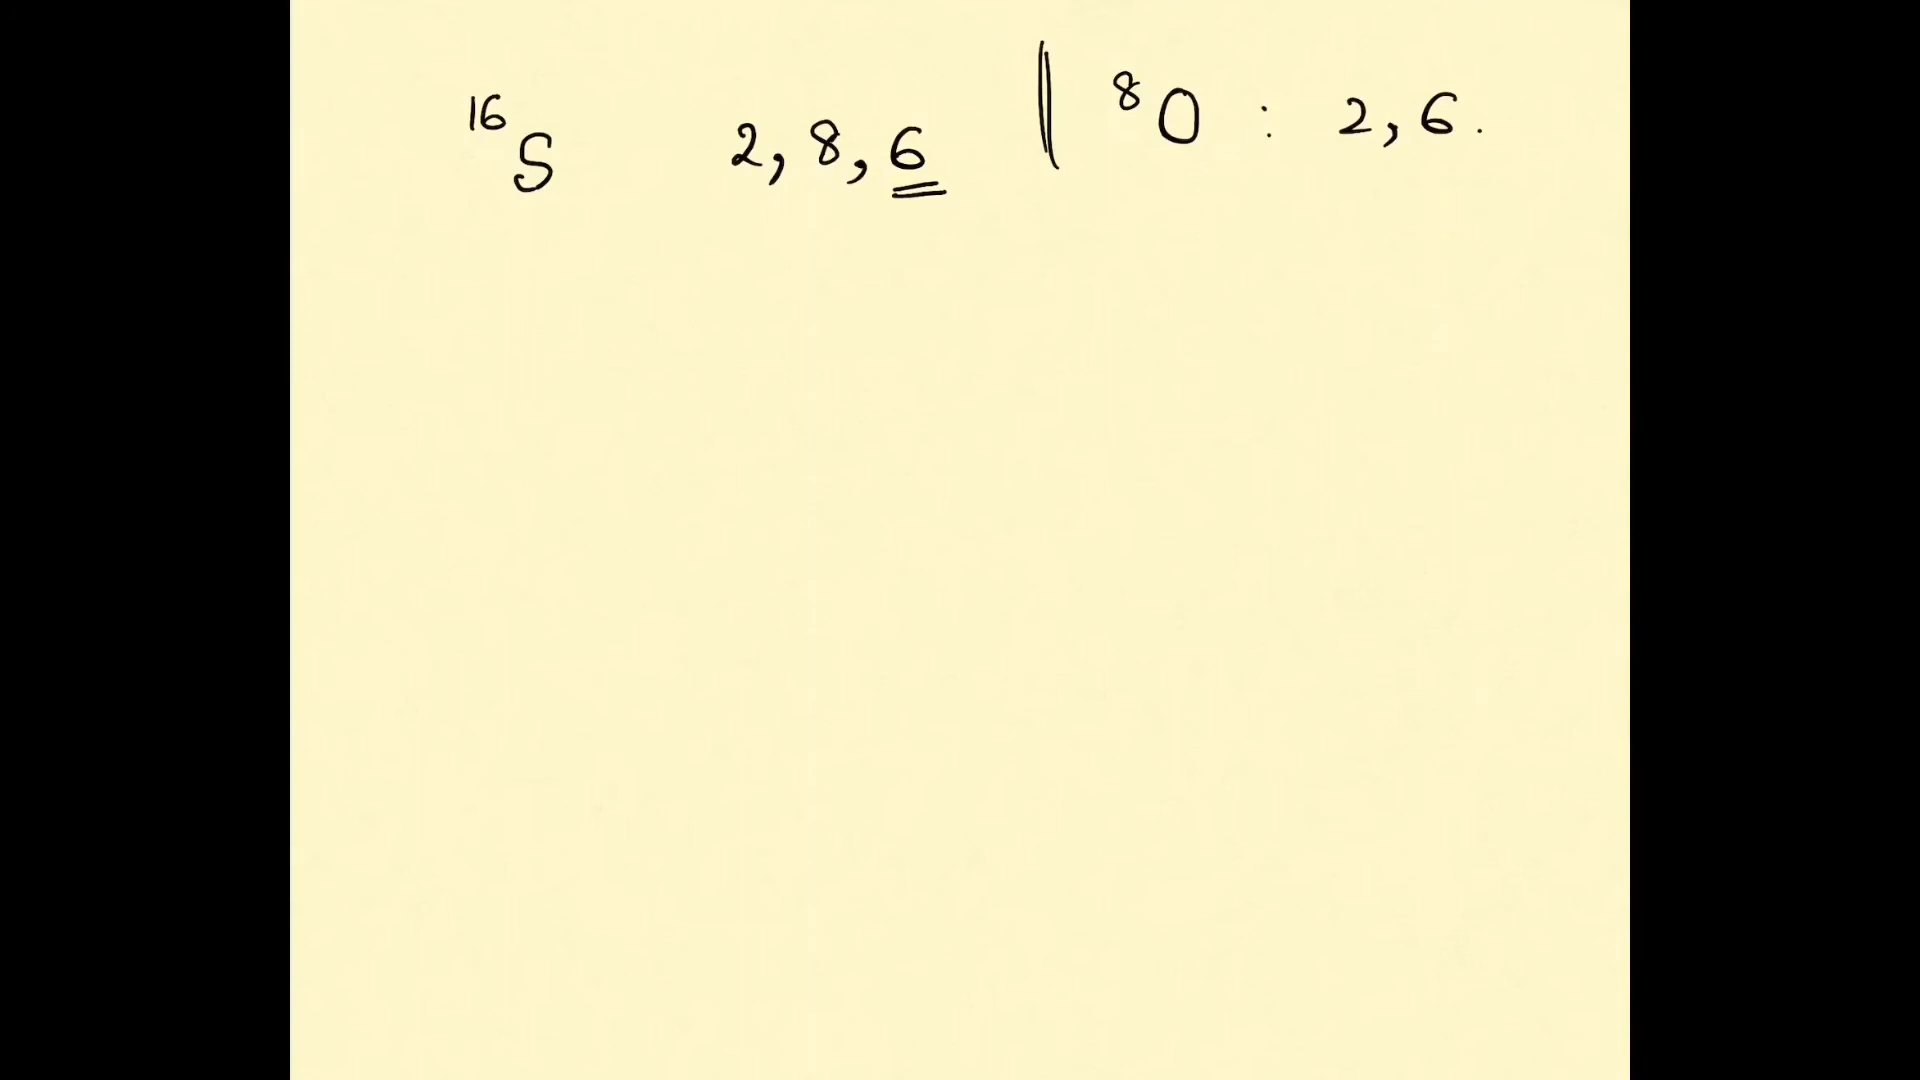 ¹⁶S 2, 8, 6 || ⁸O : 2, 6.